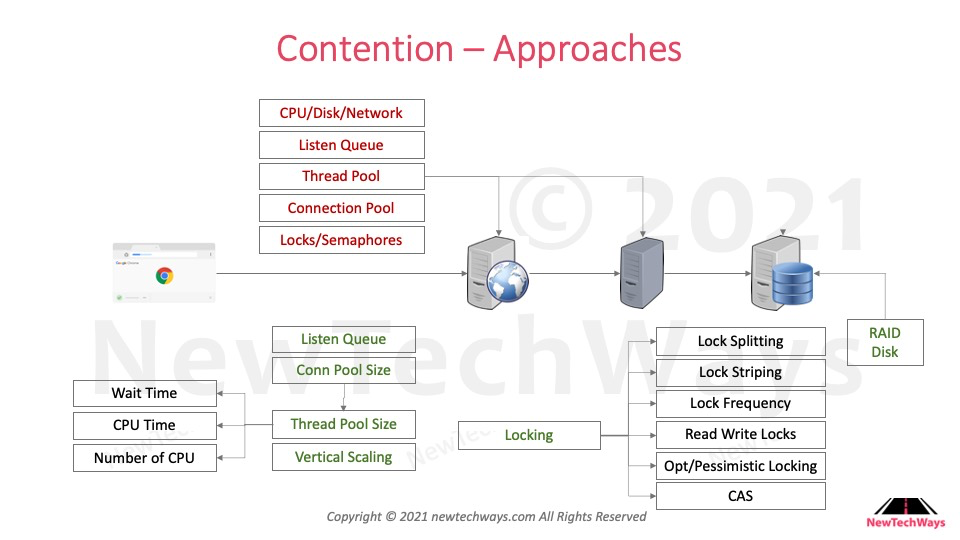 Contention – Approaches
CPU/Disk/Network
Listen Queue
Thread Pool
Connection Pool
Locks/Semaphores
© 2021
Google Chrome
NewTechWays
RAID
Disk
Listen Queue
Conn Pool Size
Thread Pool Size
Vertical Scaling
Wait Time
CPU Time
Number of CPU
Locking
Lock Splitting
Lock Striping
Lock Frequency
Read Write Locks
Opt/Pessimistic Locking
CAS
Copyright © 2021 newtechways.com All Rights Reserved
NewTechWays